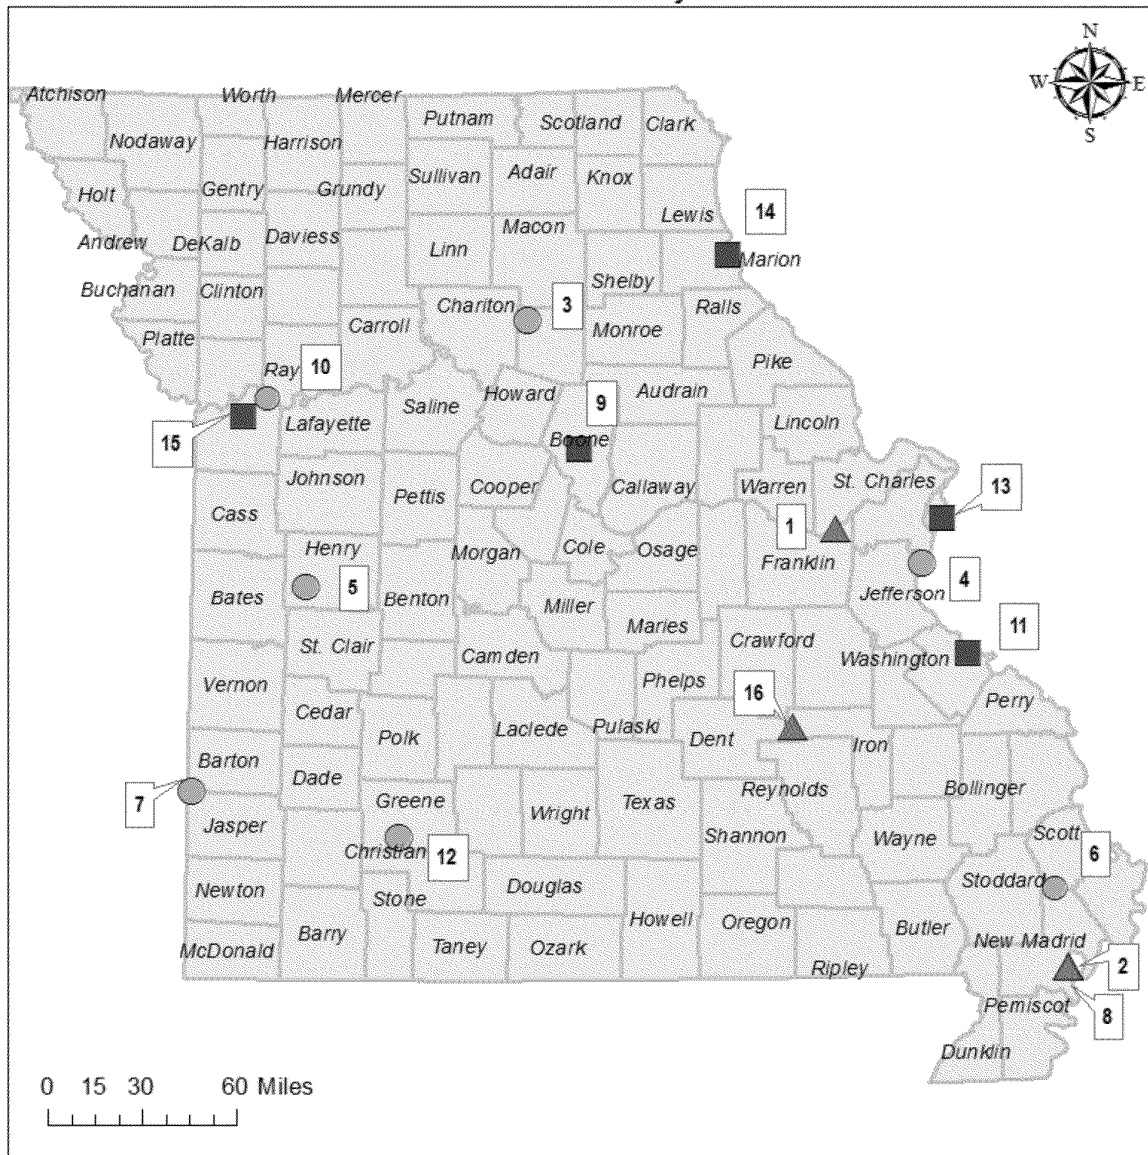 N
W E
S
Atchison Worth Mercer
Putnam Scotland Clark
Nodaway Harrison
Sullivan Adair Knox
Holt Gentry Grundy
14
Lewis
Macon
Andrew DeKalb Daviess
Linn
Marion
Shelby
Buchanan Clinton
Chariton 3 Ralls
Carroll Monroe
Platte
10 Pike
Ray
Howard 9 Audrain
Saline
Lafayette Lincoln
15 Boone
Johnson St. Charles
Cooper Callaway Warren 13
Pettis
Cass 1
Henry Morgan Cole Osage Franklin
4
5 Jefferson
Bates Benton Miller
Maries 11
St. Clair Crawford
Camden Washington
Vernon Phelps
16 Perry
Cedar
Laclede Pulaski
Polk Dent Iron
Barton
Dade Bollinger
7 Greene Reynolds
Texas
Jasper Wright Shannon Scott
Wayne
Christian 12 6
Stoddard
Newton Douglas
Stone
Howell Oregon
Butler
Barry New Madrid
McDonald Taney Ozark
Ripley 2
Pemiscot 8
Dunklin
0 15 30 60 Miles